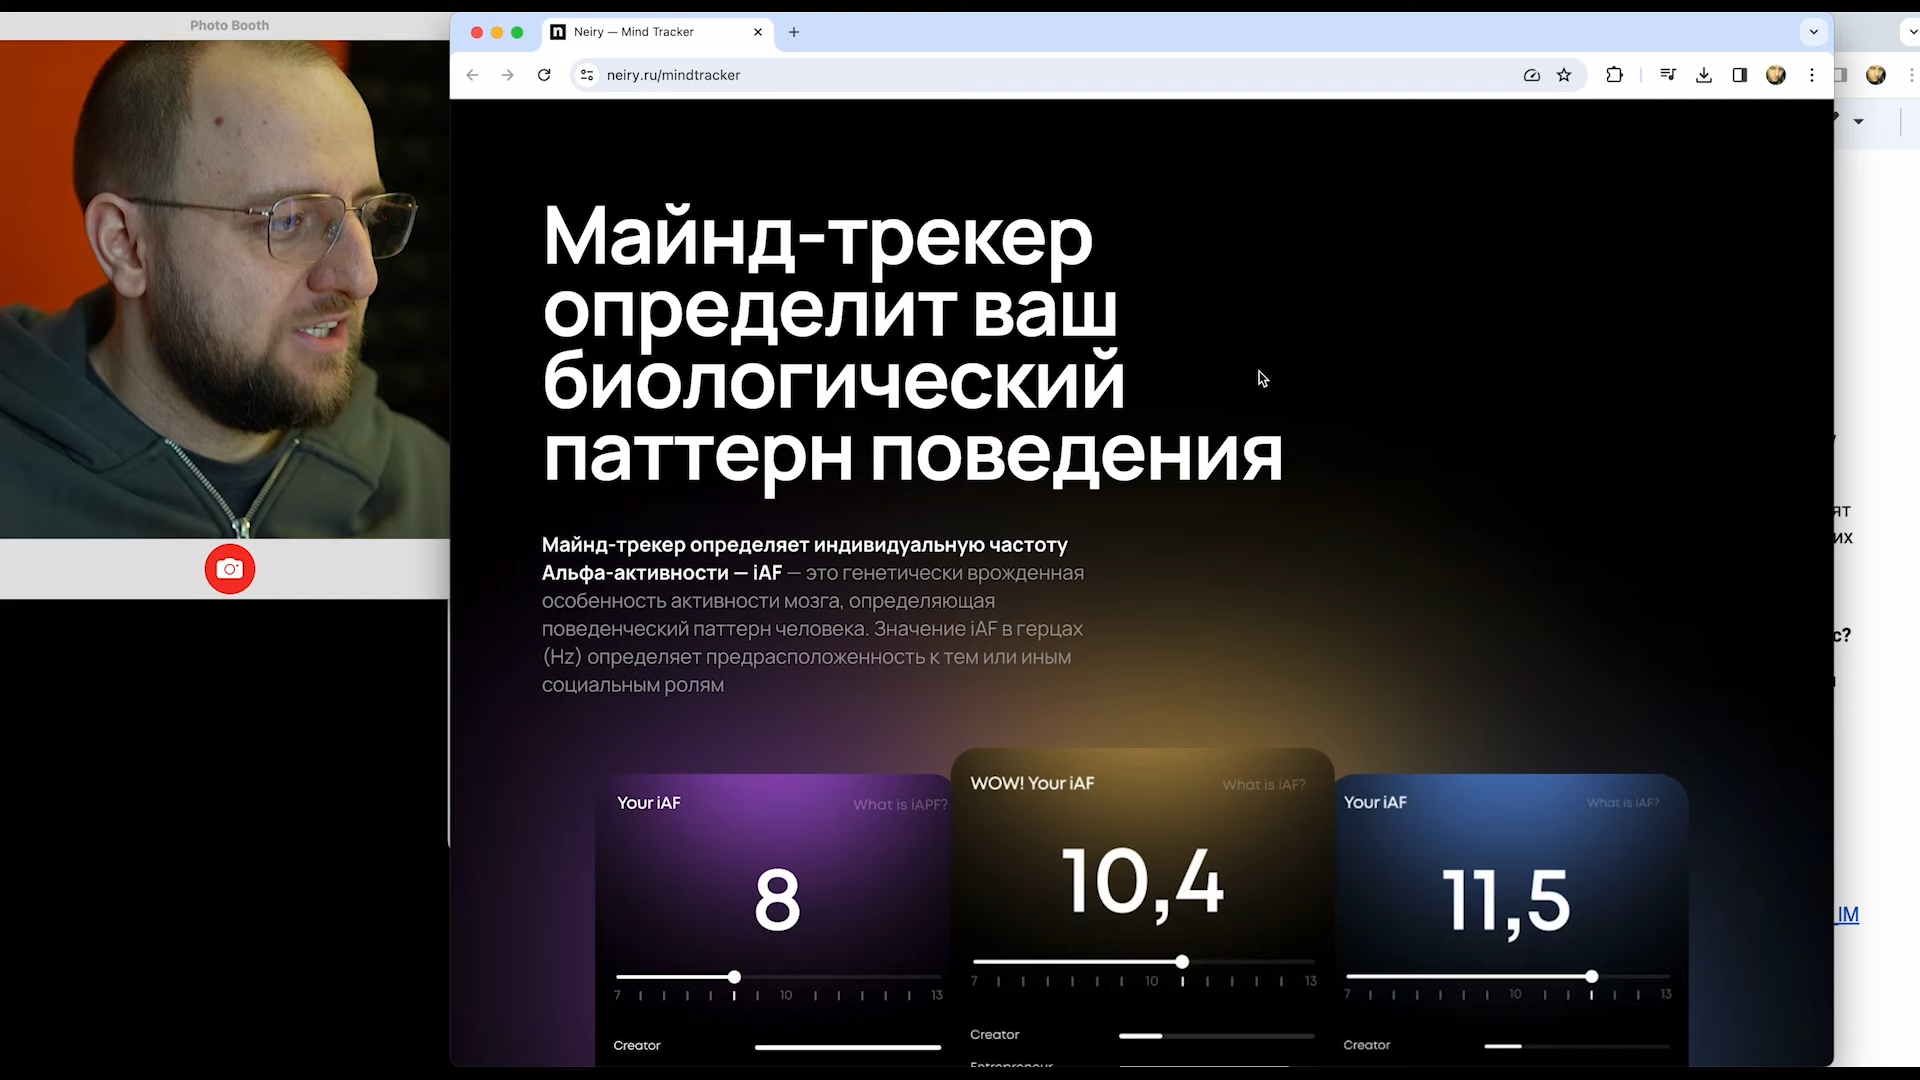 Photo Booth
Neiry — Mind Tracker
neiry.ru/mindtracker
Майнд-трекер
определит ваш
биологический
паттерн поведения
Майнд-трекер определяет индивидуальную частоту
Альфа-активности — iAF — это генетически врожденная
особенность активности мозга, определяющая
поведенческий паттерн человека. Значение iAF в герцах
(Hz) определяет предрасположенность к тем или иным
социальным ролям
Your iAF What is iAPF?
8
7 10 13
Creator
WOW! Your iAF What is iAF?
10,4
7 10 13
Creator
Entrepreneur
Your iAF What is iAF?
11,5
7 10 13
Creator
ят
их
с?
IM